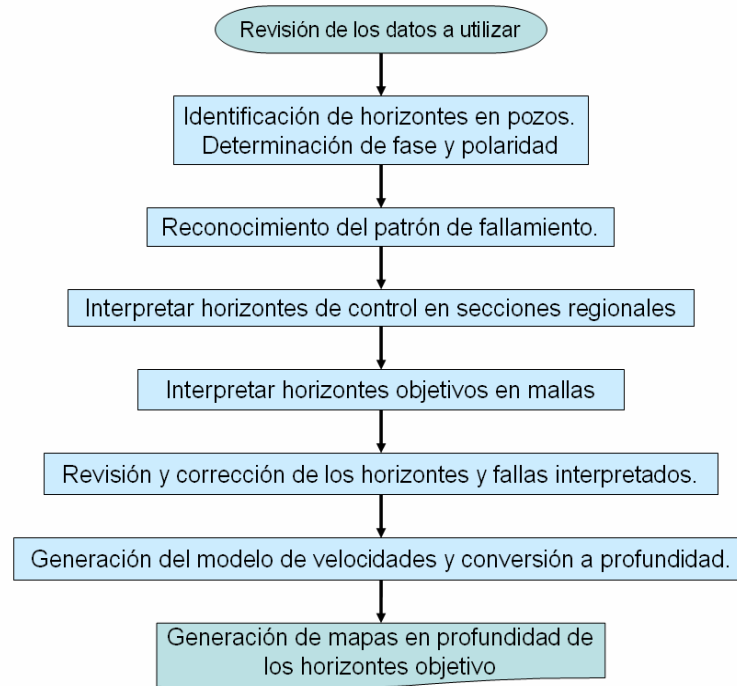 Revisión de los datos a utilizar
Identificación de horizontes en pozos.
Determinación de fase y polaridad
Reconocimiento del patrón de fallamiento.
Interpretar horizontes de control en secciones regionales
Interpretar horizontes objetivos en mallas
Revisión y corrección de los horizontes y fallas interpretados.
Generación del modelo de velocidades y conversión a profundidad.
Generación de mapas en profundidad de
los horizontes objetivo